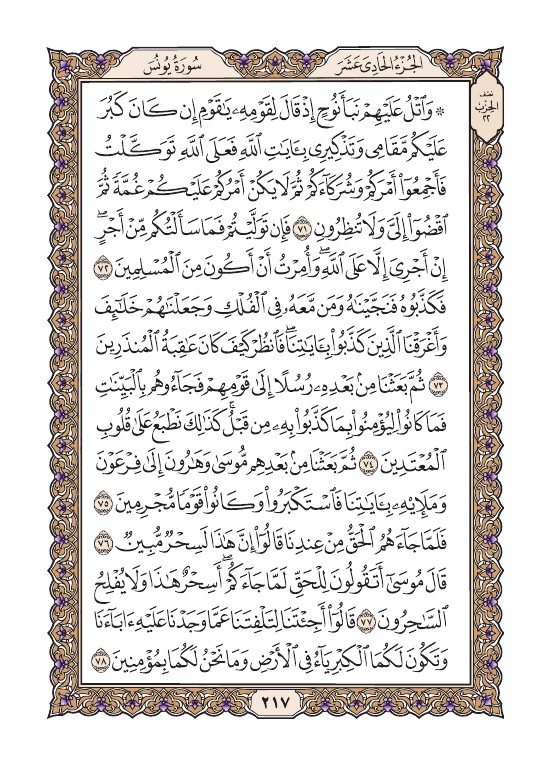 سُورَةُ يُونُسَ
الجُزْءُ الحَادِي عَشَرَ
نصف
الحزب
٢٢
۞ وَٱتْلُ عَلَيْهِمْ نَبَأَ نُوحٍ إِذْ قَالَ لِقَوْمِهِۦ يَٰقَوْمِ إِن كَانَ كَبُرَ
عَلَيْكُم مَّقَامِى وَتَذْكِيرِى بِـَٔايَٰتِ ٱللَّهِ فَعَلَى ٱللَّهِ تَوَكَّلْتُ
فَأَجْمِعُوٓا۟ أَمْرَكُمْ وَشُرَكَآءَكُمْ ثُمَّ لَا يَكُنْ أَمْرُكُمْ عَلَيْكُمْ غُمَّةً ثُمَّ
ٱقْضُوٓا۟ إِلَىَّ وَلَا تُنظِرُونِ ٧١ فَإِن تَوَلَّيْتُمْ فَمَا سَأَلْتُكُم مِّنْ أَجْرٍ ۖ
إِنْ أَجْرِىَ إِلَّا عَلَى ٱللَّهِ ۖ وَأُمِرْتُ أَنْ أَكُونَ مِنَ ٱلْمُسْلِمِينَ ٧٢
فَكَذَّبُوهُ فَنَجَّيْنَٰهُ وَمَن مَّعَهُۥ فِى ٱلْفُلْكِ وَجَعَلْنَٰهُمْ خَلَٰٓئِفَ
وَأَغْرَقْنَا ٱلَّذِينَ كَذَّبُوا۟ بِـَٔايَٰتِنَا ۖ فَٱنظُرْ كَيْفَ كَانَ عَٰقِبَةُ ٱلْمُنذَرِينَ
٧٣ ثُمَّ بَعَثْنَا مِنۢ بَعْدِهِۦ رُسُلًا إِلَىٰ قَوْمِهِمْ فَجَآءُوهُم بِٱلْبَيِّنَٰتِ
فَمَا كَانُوا۟ لِيُؤْمِنُوا۟ بِمَا كَذَّبُوا۟ بِهِۦ مِن قَبْلُ ۚ كَذَٰلِكَ نَطْبَعُ عَلَىٰ قُلُوبِ
ٱلْمُعْتَدِينَ ٧٤ ثُمَّ بَعَثْنَا مِنۢ بَعْدِهِم مُّوسَىٰ وَهَٰرُونَ إِلَىٰ فِرْعَوْنَ
وَمَلَإِي۟هِۦ بِـَٔايَٰتِنَا فَٱسْتَكْبَرُوا۟ وَكَانُوا۟ قَوْمًا مُّجْرِمِينَ ٧٥
فَلَمَّا جَآءَهُمُ ٱلْحَقُّ مِنْ عِندِنَا قَالُوٓا۟ إِنَّ هَٰذَا لَسِحْرٌ مُّبِينٌ ٧٦
قَالَ مُوسَىٰٓ أَتَقُولُونَ لِلْحَقِّ لَمَّا جَآءَكُمْ ۖ أَسِحْرٌ هَٰذَا وَلَا يُفْلِحُ
ٱلسَّٰحِرُونَ ٧٧ قَالُوٓا۟ أَجِئْتَنَا لِتَلْفِتَنَا عَمَّا وَجَدْنَا عَلَيْهِ ءَابَآءَنَا
وَتَكُونَ لَكُمَا ٱلْكِبْرِيَآءُ فِى ٱلْأَرْضِ وَمَا نَحْنُ لَكُمَا بِمُؤْمِنِينَ ٧٨
٢١٧